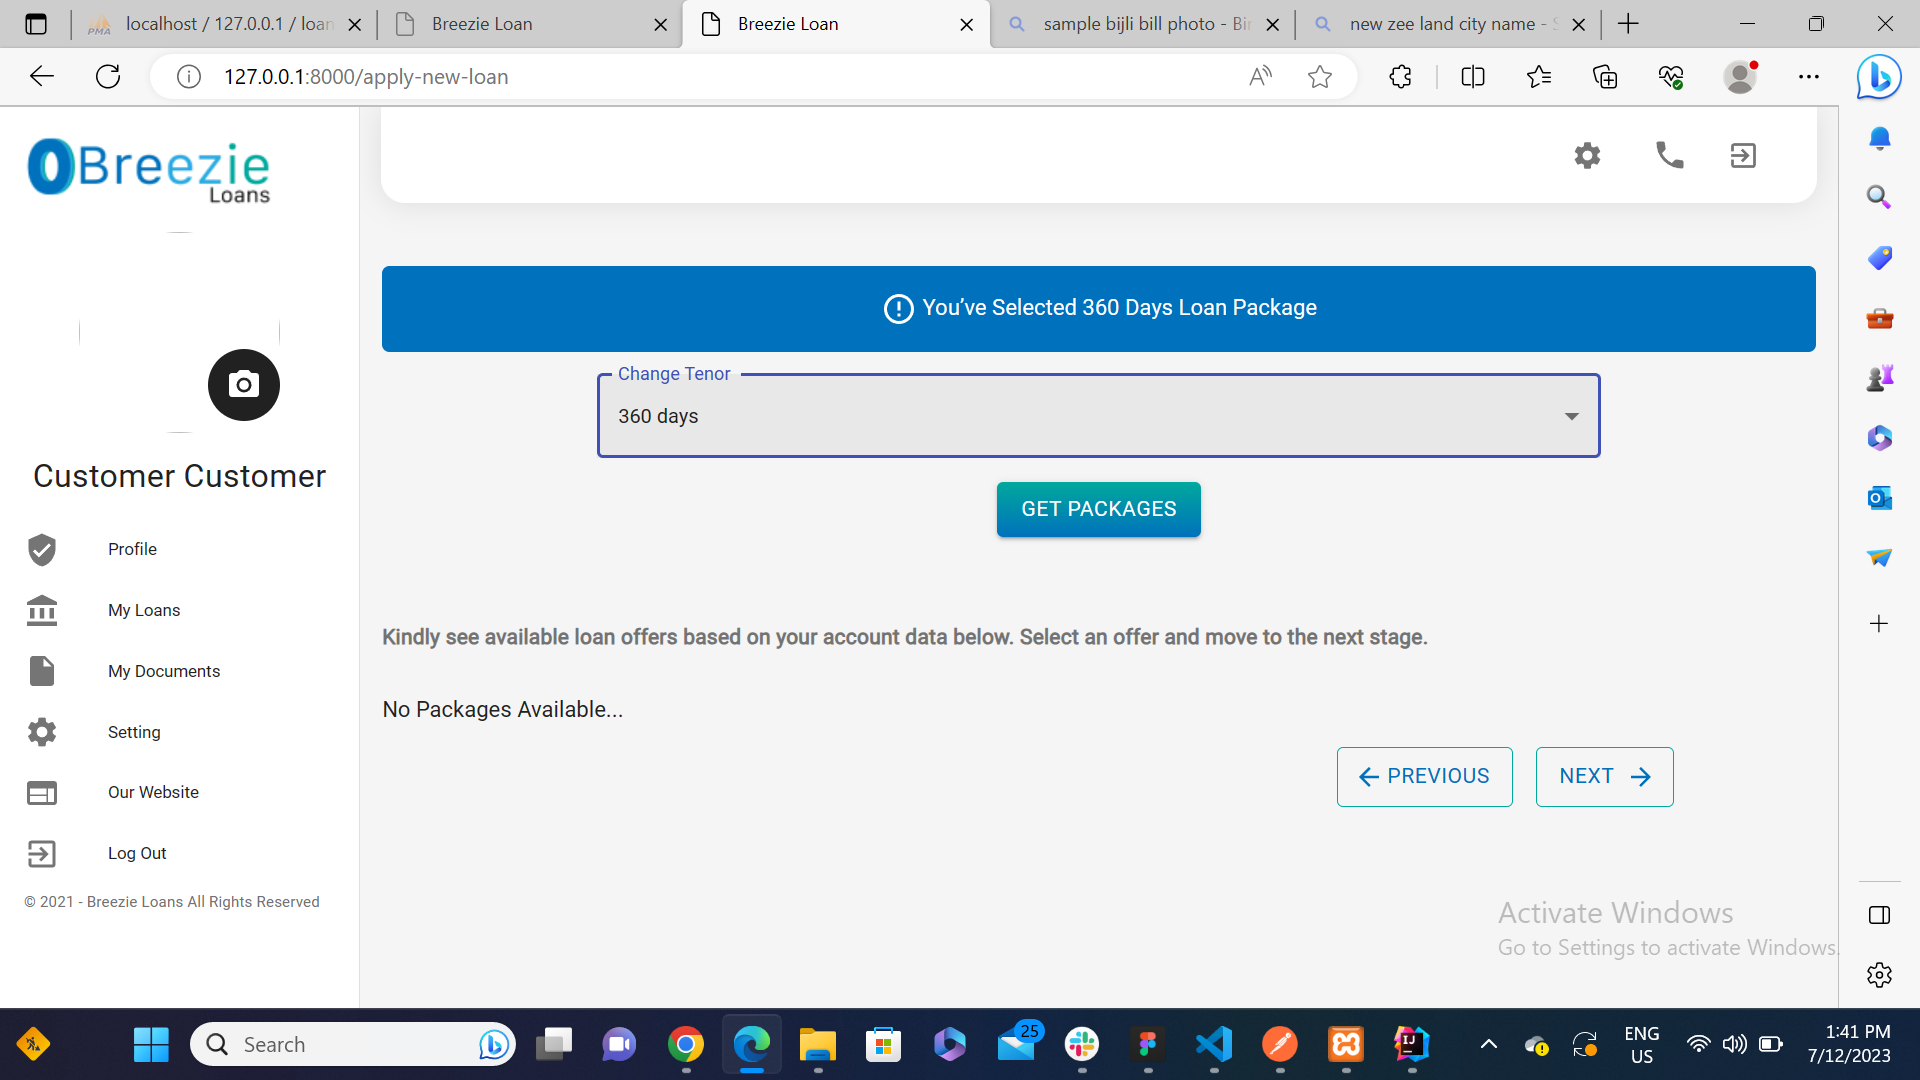 localhost / 127.0.0.1 / loan
Breezie Loan
Breezie Loan
sample bijli bill photo - Bin
new zee land city name - S
127.0.0.1:8000/apply-new-loan
Breezie
Loans
You’ve Selected 360 Days Loan Package
Change Tenor
360 days
GET PACKAGES
Customer Customer
Profile
My Loans
My Documents
Setting
Our Website
Log Out
© 2021 - Breezie Loans All Rights Reserved
Kindly see available loan offers based on your account data below. Select an offer and move to the next stage.
No Packages Available...
PREVIOUS
NEXT
Activate Windows
Go to Settings to activate Windows.
Search
25
ENG
US
1:41 PM
7/12/2023